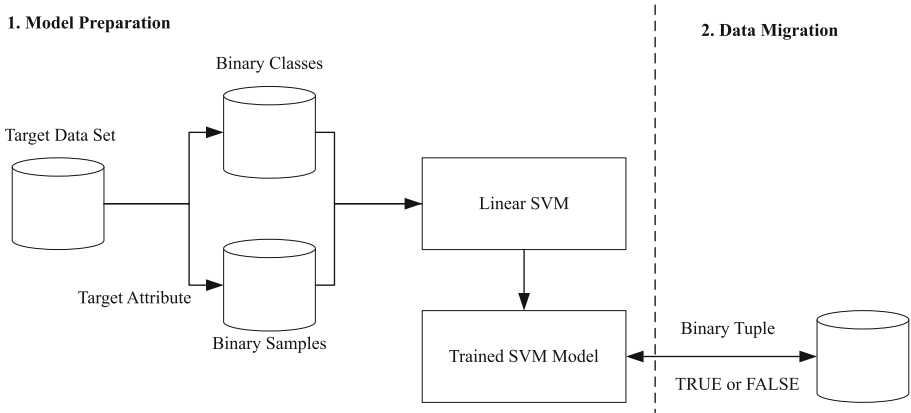 1. Model Preparation
2. Data Migration
Binary Classes
Target Data Set
Linear SVM
Target Attribute
Binary Samples
Trained SVM Model
Binary Tuple
TRUE or FALSE